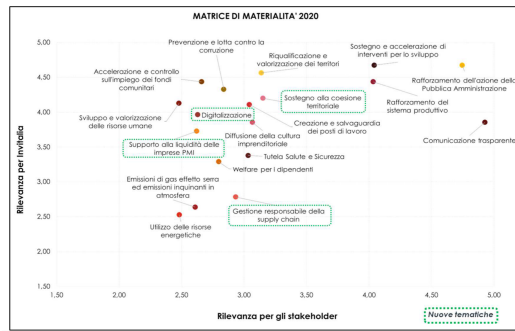 MATRICE DI MATERIALITA' 2020
Rilevanza per Invitalia
5,00
4,50
4,00
3,50
3,00
2,50
2,00
1,50
Prevenzione e lotta contro la
corruzione
Riqualificazione e
valorizzazione dei territori
Sostegno e accelerazione di
interventi per lo sviluppo
Accelerazione e controllo
sull'impiego dei fondi
comunitari
Rafforzamento dell'azione della
Pubblica Amministrazione
Sostegno alla coesione
territoriale
Rafforzamento del
sistema produttivo
Sviluppo e valorizzazione
delle risorse umane
Digitalizzazione
Creazione e salvaguardia
dei posti di lavoro
Diffusione della cultura
imprenditoriale
Comunicazione trasparente
Supporto alla liquidità delle
imprese PMI
Tutela Salute e Sicurezza
Welfare per i dipendenti
Emissioni di gas effetto serra
ed emissioni inquinanti in
atmosfera
Gestione responsabile della
supply chain
Utilizzo delle risorse
energetiche
1,50
2,00
2,50
3,00
3,50
4,00
4,50
5,00
Rilevanza per gli stakeholder
Nuove tematiche